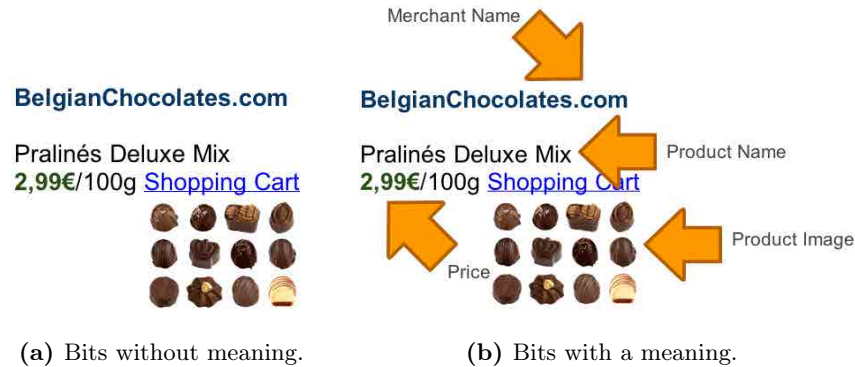 Merchant Name
BelgianChocolates.com
Pralinés Deluxe Mix
2,99€/100g Shopping Cart
BelgianChocolates.com
Pralinés Deluxe Mix
Product Name
2,99€/100g Shopping Cart
Product Image
Price
(a) Bits without meaning.
(b) Bits with a meaning.